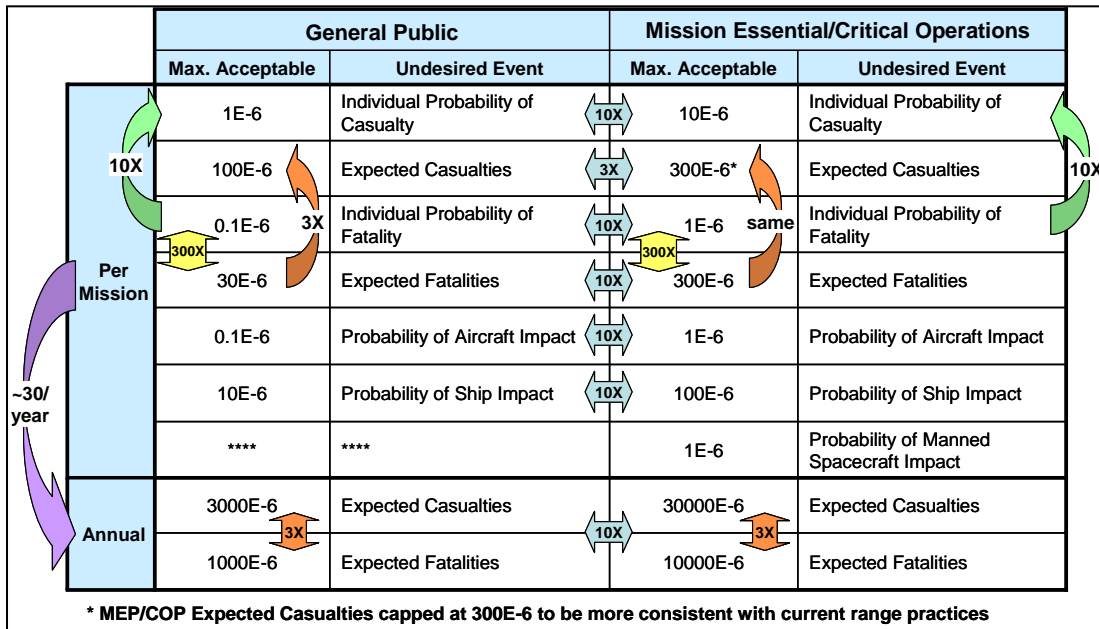 General Public
Mission Essential/Critical Operations
Max. Acceptable
Undesired Event
Max. Acceptable
Undesired Event
1E-6
Individual Probability of
Casualty
10X
10E-6
Individual Probability of
Casualty
10X
100E-6
Expected Casualties
3X
300E-6*
Expected Casualties
10X
0.1E-6
3X
Individual Probability of
Fatality
10X
1E-6
same
Individual Probability of
Fatality
300X
300X
Per
Mission
30E-6
Expected Fatalities
10X
300E-6
Expected Fatalities
0.1E-6
Probability of Aircraft Impact
10X
1E-6
Probability of Aircraft Impact
~30/
year
10E-6
Probability of Ship Impact
10X
100E-6
Probability of Ship Impact
****
****
1E-6
Probability of Manned
Spacecraft Impact
Annual
3000E-6
Expected Casualties
30000E-6
Expected Casualties
3X
10X
3X
1000E-6
Expected Fatalities
10000E-6
Expected Fatalities
* MEP/COP Expected Casualties capped at 300E-6 to be more consistent with current range practices